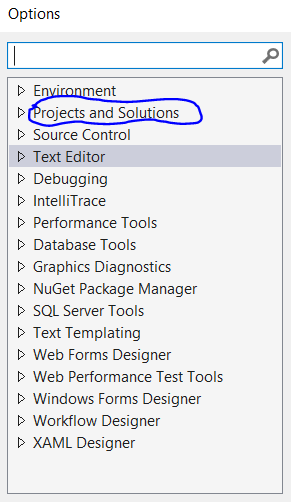 Options
Environment
Projects and Solutions
Source Control
Text Editor
Debugging
IntelliTrace
Performance Tools
Database Tools
Graphics Diagnostics
NuGet Package Manager
SQL Server Tools
Text Templating
Web Forms Designer
Web Performance Test Tools
Windows Forms Designer
Workflow Designer
XAML Designer